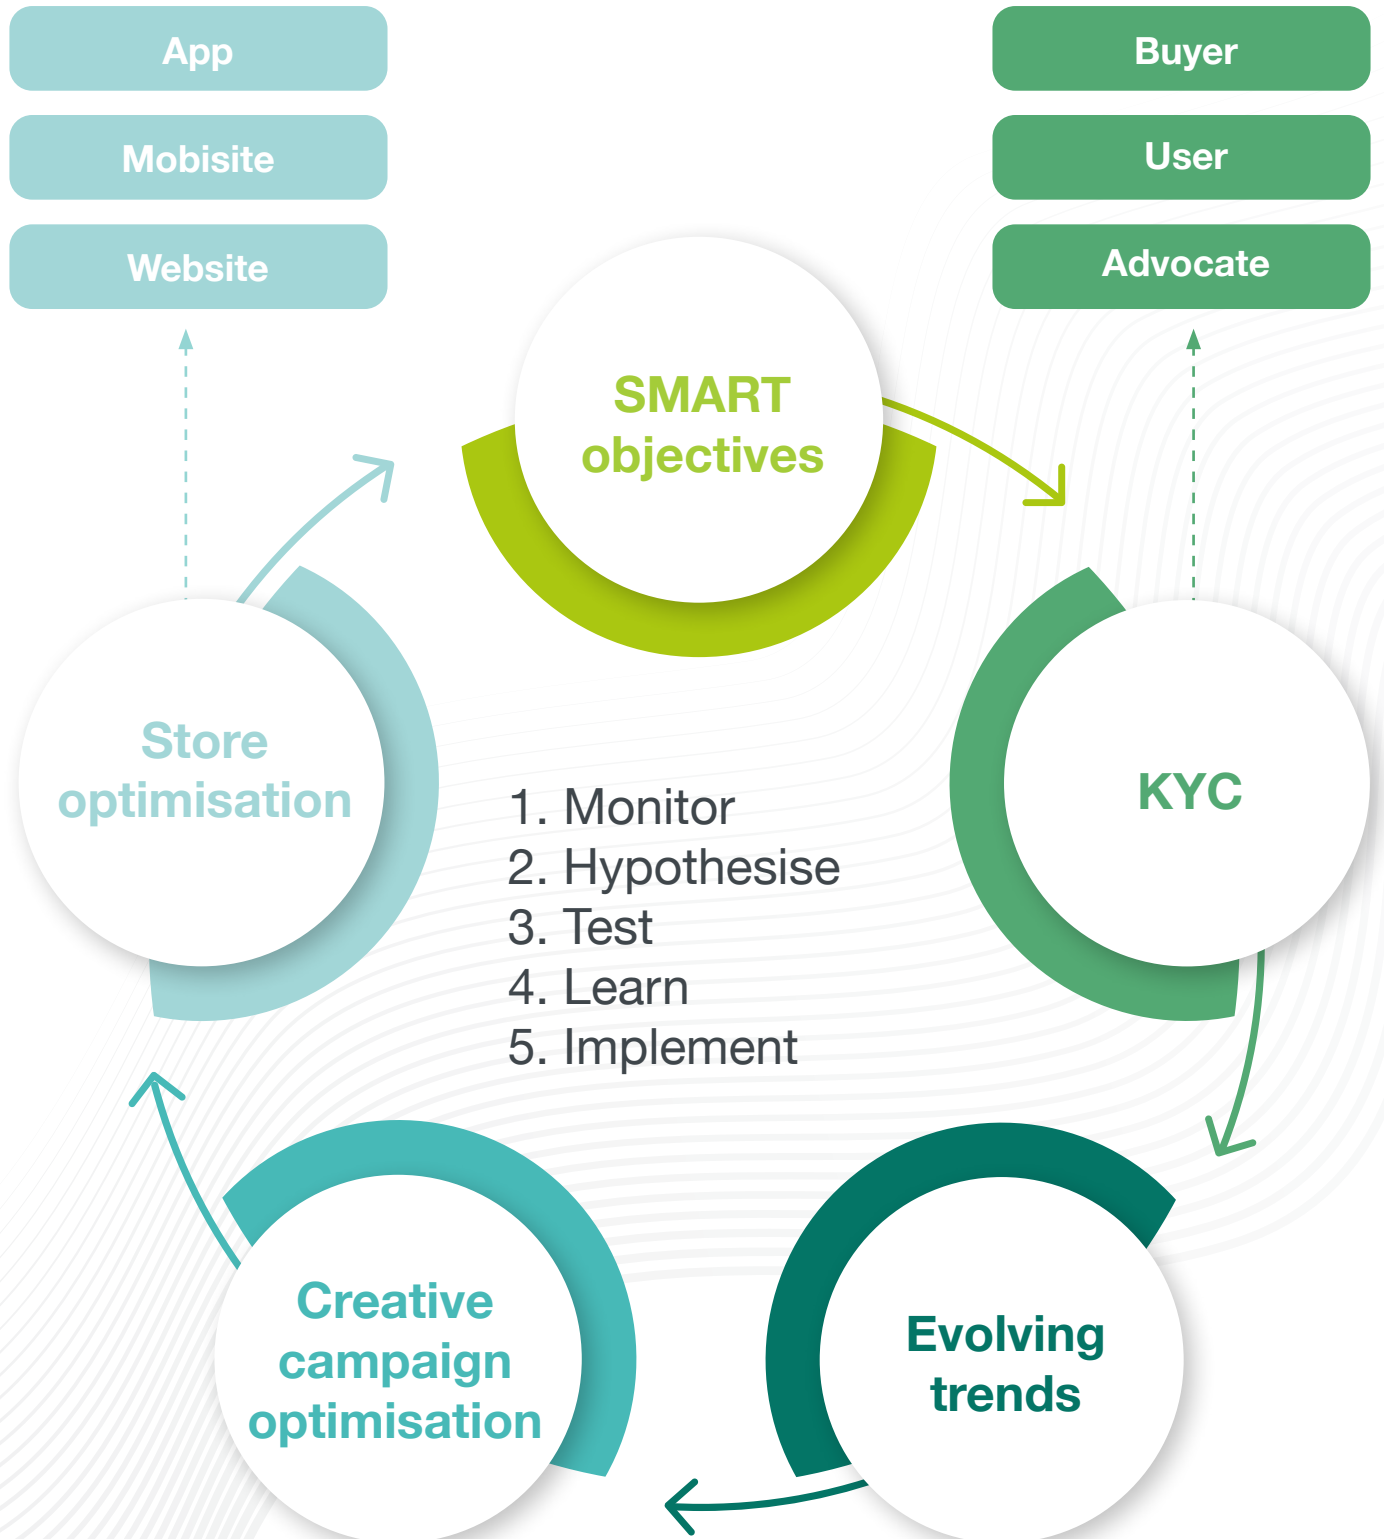 App
Mobisite
Website
Buyer
User
Advocate
SMART
objectives
KYC
Evolving
trends
Creative
campaign
optimisation
Store
optimisation
1. Monitor
2. Hypothesise
3. Test
4. Learn
5. Implement